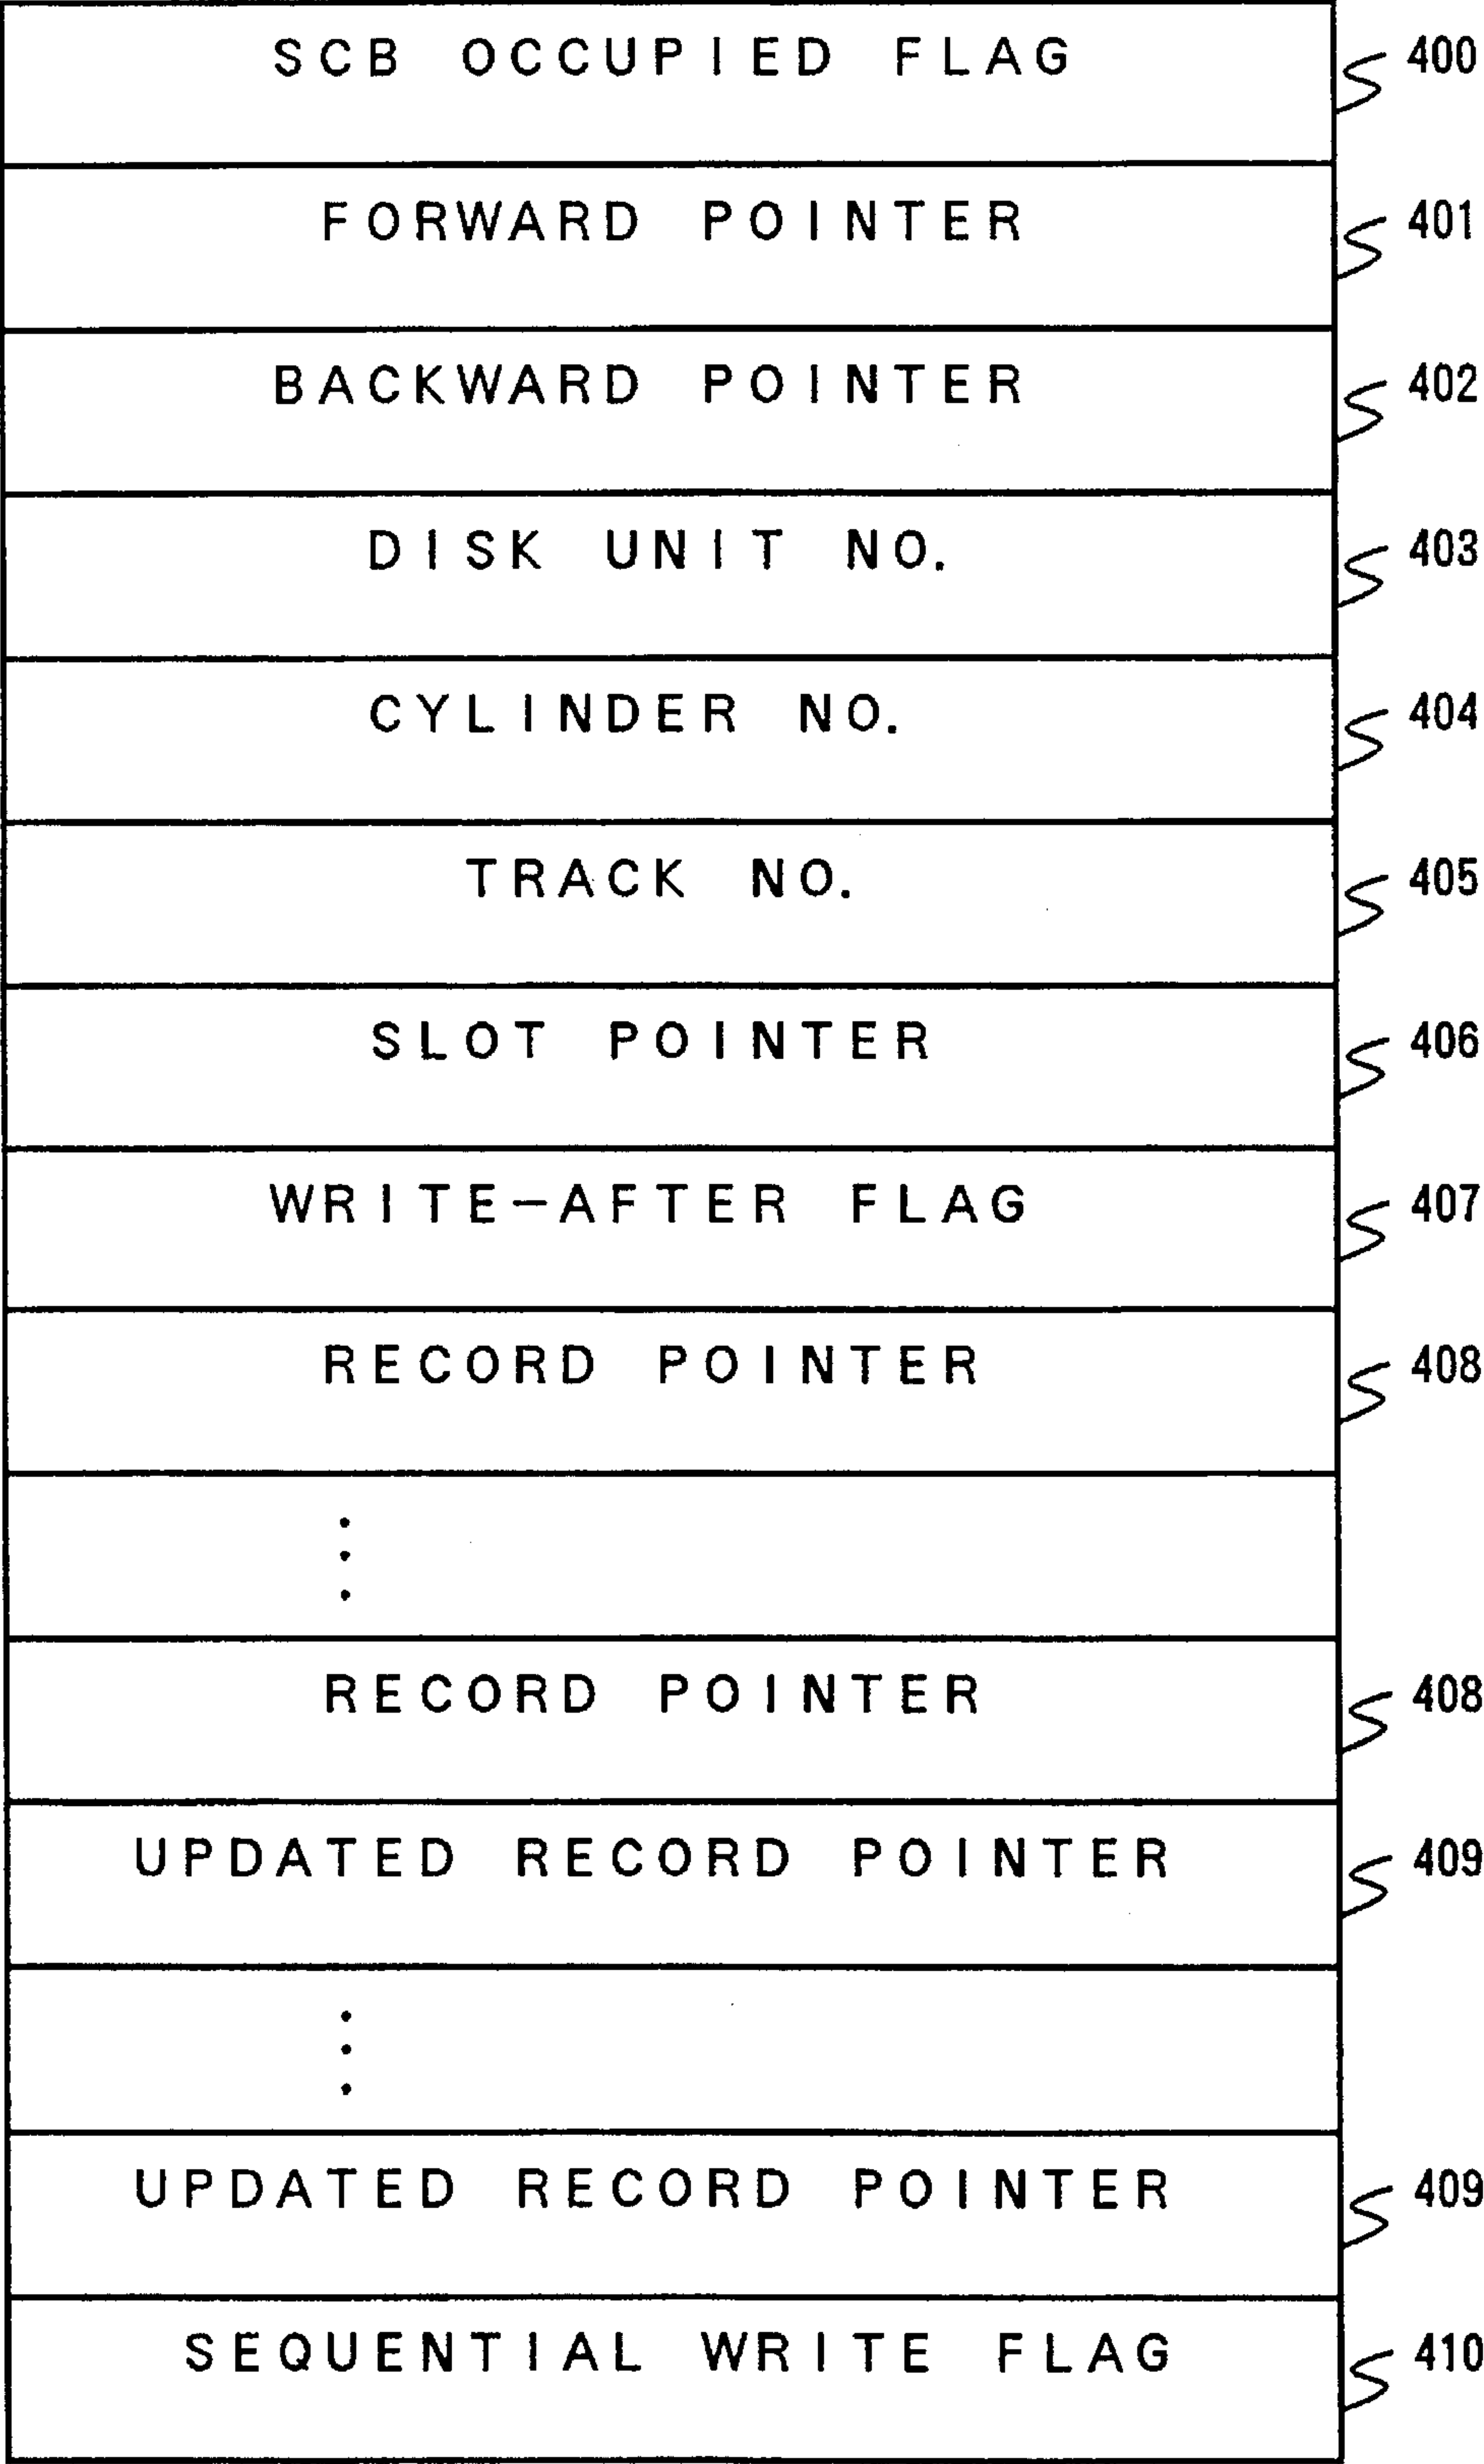 SCB OCCUPIED FLAG 400
FORWARD POINTER 401
BACKWARD POINTER 402
DISK UNIT NO. 403
CYLINDER NO. 404
TRACK NO. 405
SLOT POINTER 406
WRITE-AFTER FLAG 407
RECORD POINTER 408
RECORD POINTER 408
UPDATED RECORD POINTER 409
UPDATED RECORD POINTER 409
SEQUENTIAL WRITE FLAG 410